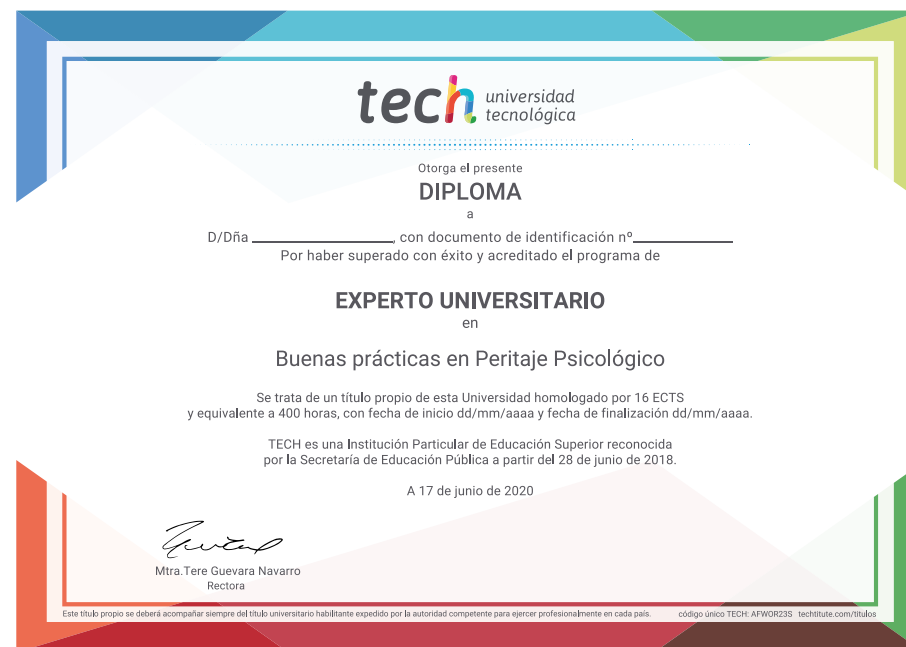 tech universidad
tecnológica
Otorga el presente
DIPLOMA
a
D/Dña , con documento de identificación nº
Por haber superado con éxito y acreditado el programa de
EXPERTO UNIVERSITARIO
en
Buenas prácticas en Peritaje Psicológico
Se trata de un título propio de esta Universidad homologado por 16 ECTS
y equivalente a 400 horas, con fecha de inicio dd/mm/aaaa y fecha de finalización dd/mm/aaaa.
TECH es una Institución Particular de Educación Superior reconocida
por la Secretaría de Educación Pública a partir del 28 de junio de 2018.
A 17 de junio de 2020
Mtra.Tere Guevara Navarro
Rectora
Este título propio se deberá acompañar siempre del título universitario habilitante expedido por la autoridad competente para ejercer profesionalmente en cada país. código único TECH: AFWOR23S techtitute.com/titulos